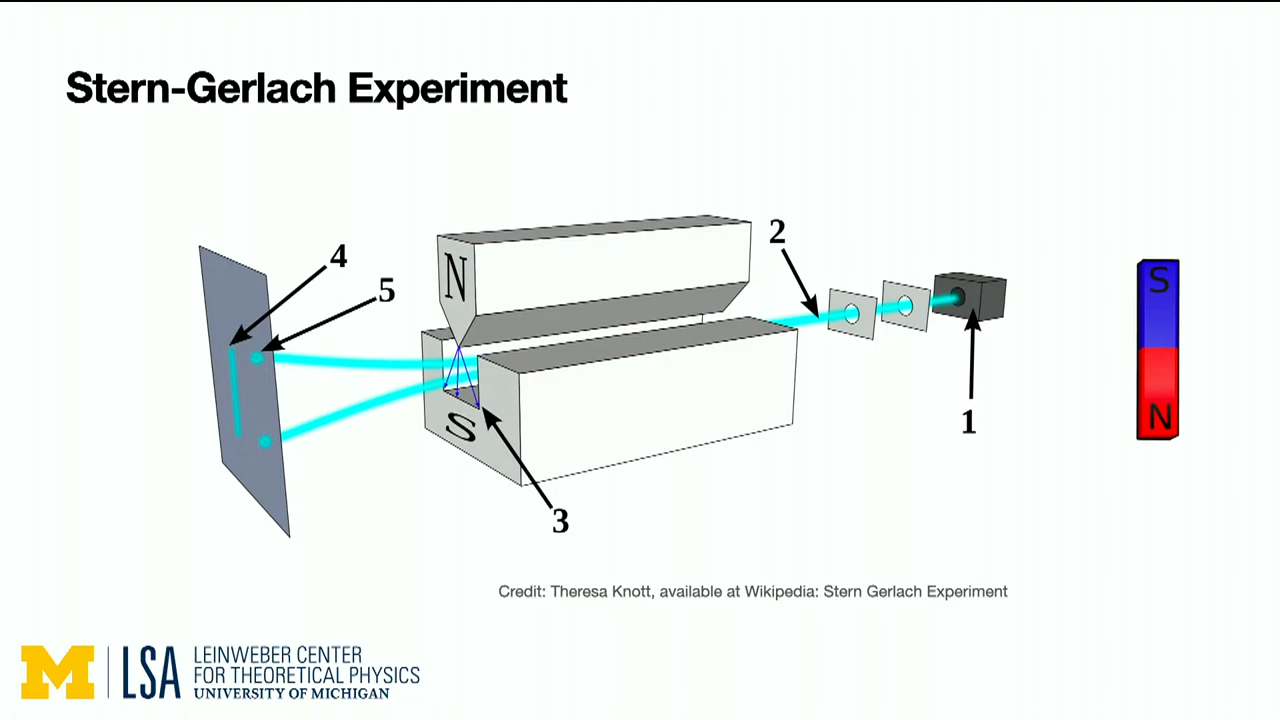 Stern-Gerlach Experiment
2
4
5
N
S
S
N
1
3
Credit: Theresa Knott, available at Wikipedia: Stern Gerlach Experiment
M
LSA
LEINWEBER CENTER
FOR THEORETICAL PHYSICS
UNIVERSITY OF MICHIGAN